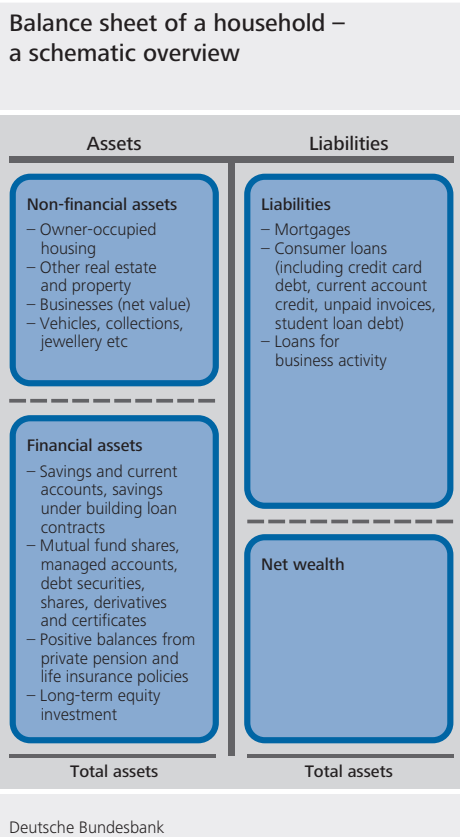 Balance sheet of a household –
a schematic overview
Assets
Liabilities
Non-financial assets
– Owner-occupied
housing
– Other real estate
and property
– Businesses (net value)
– Vehicles, collections,
jewellery etc
Financial assets
– Savings and current
accounts, savings
under building loan
contracts
– Mutual fund shares,
managed accounts,
debt securities,
shares, derivatives
and certificates
– Positive balances from
private pension and
life insurance policies
– Long-term equity
investment
Total assets
Liabilities
– Mortgages
– Consumer loans
(including credit card
debt, current account
credit, unpaid invoices,
student loan debt)
– Loans for
business activity
Net wealth
Total assets
Deutsche Bundesbank